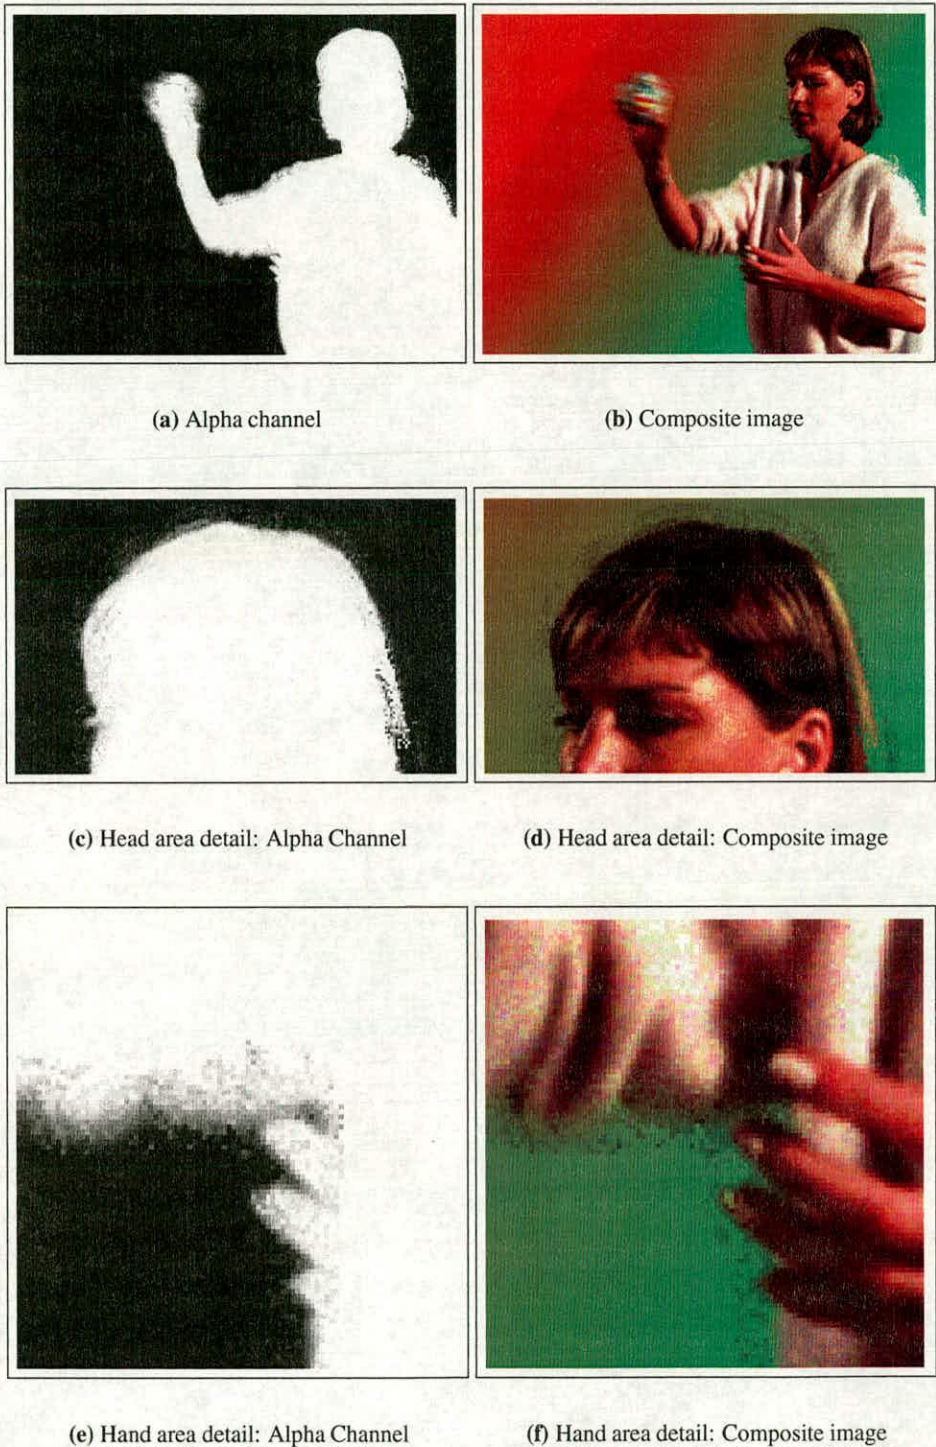 (a) Alpha channel
(b) Composite image
(c) Head area detail: Alpha Channel
(d) Head area detail: Composite image
(e) Hand area detail: Alpha Channel
(f) Hand area detail: Composite image